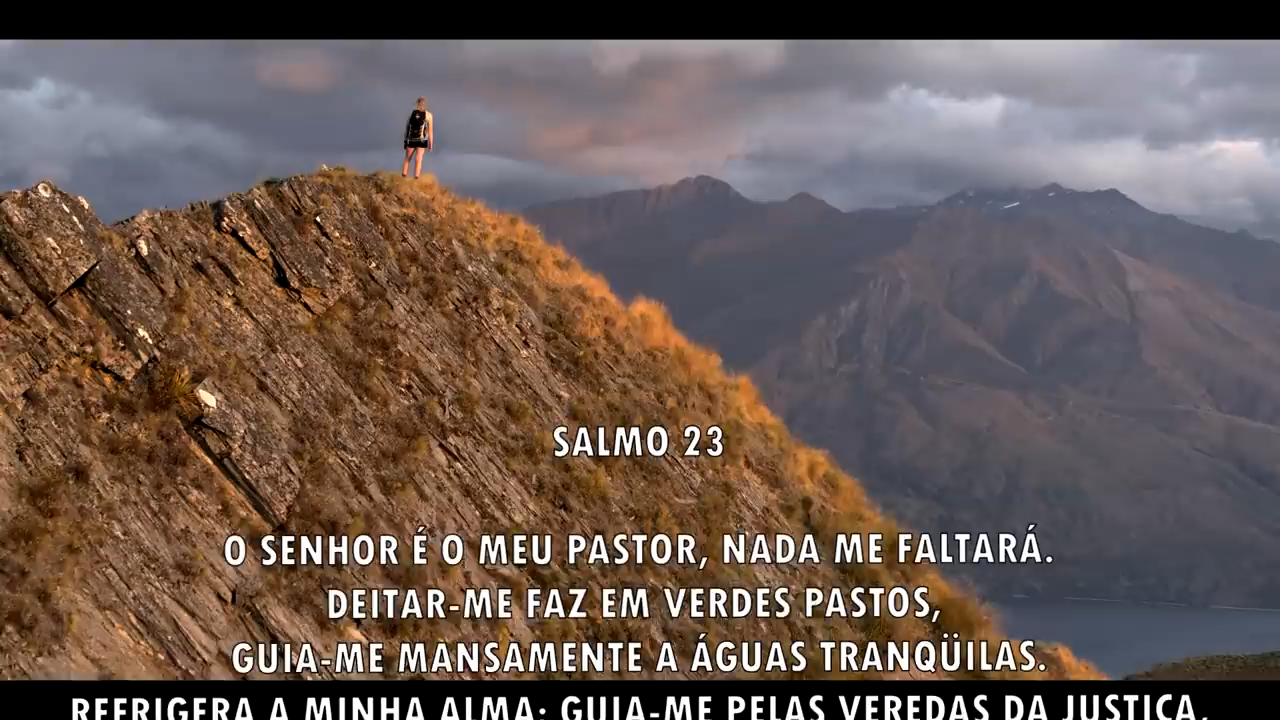 SALMO 23
O SENHOR É O MEU PASTOR, NADA ME FALTARÁ.
DEITAR-ME FAZ EM VERDES PASTOS,
GUIA-ME MANSAMENTE A ÁGUAS TRANQÜILAS.
REFRIGERA A MINHA ALMA; GUIA-ME PELAS VEREDAS DA JUSTIÇA,